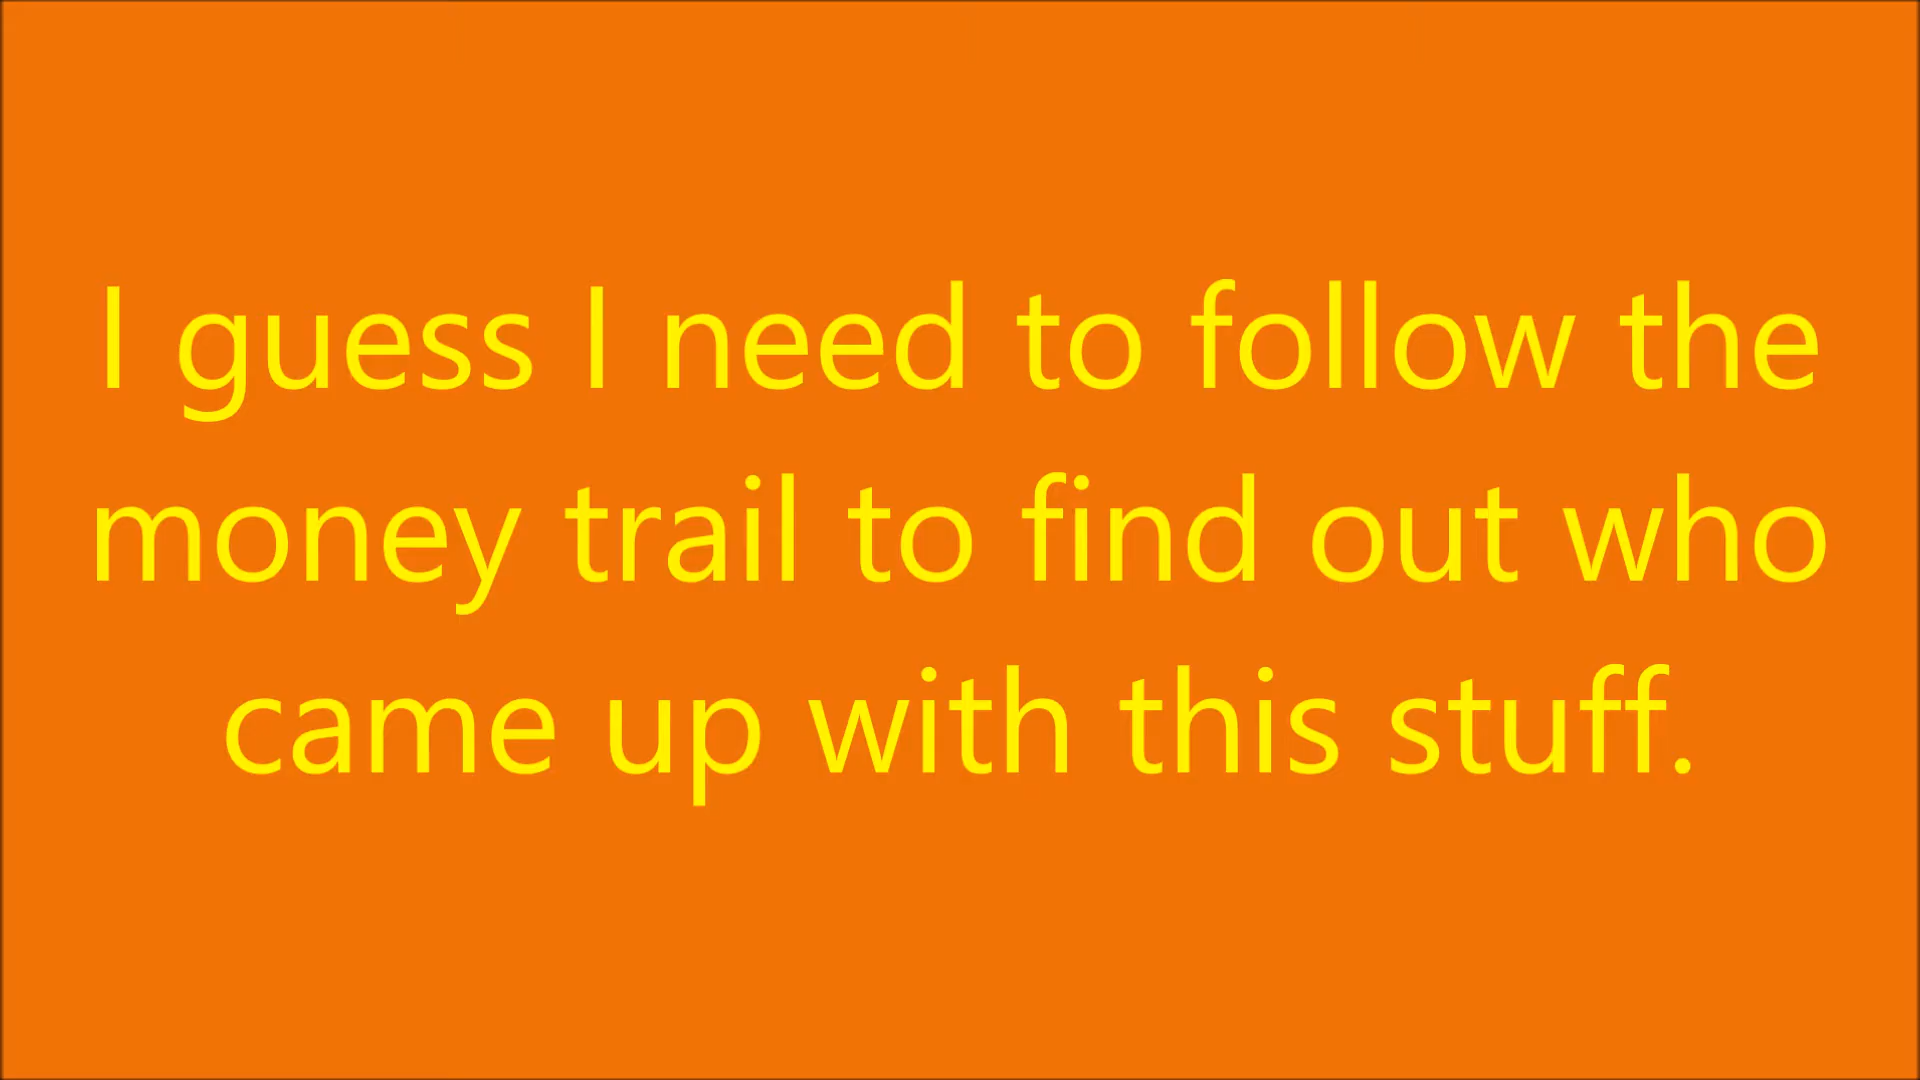 I guess I need to follow the
money trail to find out who
came up with this stuff.